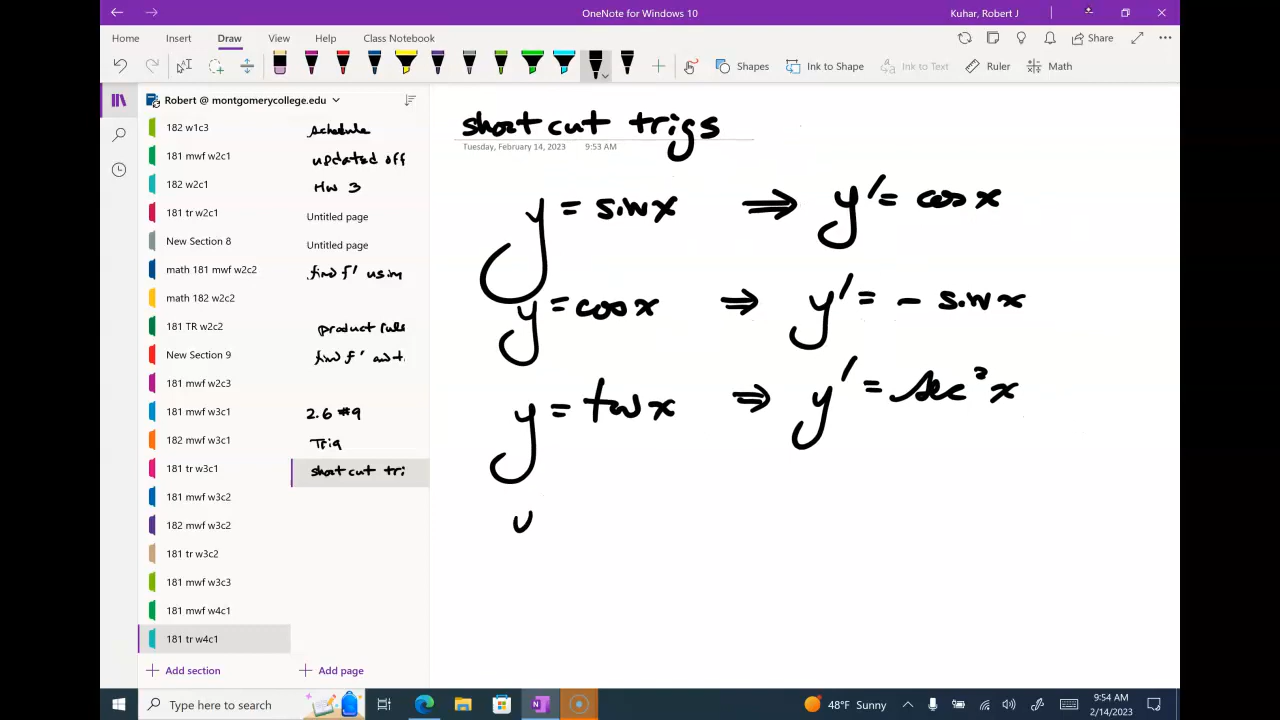 OneNote for Windows 10
Kuhar, Robert J
Home Insert Draw View Help Class Notebook
Share
Shapes Ink to Shape Ink to Text Ruler Math
Robert @ montgomerycollege.edu
182 w1c3
181 mwf w2c1
182 w2c1
181 tr w2c1
New Section 8
math 181 mwf w2c2
math 182 w2c2
181 TR w2c2
New Section 9
181 mwf w2c3
181 mwf w3c1
182 mwf w3c1
181 tr w3c1
181 mwf w3c2
182 mwf w3c2
181 tr w3c2
181 mwf w3c3
181 mwf w4c1
181 tr w4c1
Add section
schedule
updated off
HW 3
Untitled page
Untitled page
find f' using
product rule
find f' and t
2.6 #9
Trig
short cut tri
Add page
short cut trigs
Tuesday, February 14, 2023 9:53 AM
y = sin x ⇒ y' = cos x
y = cos x ⇒ y' = - sin x
y = tan x ⇒ y' = sec² x
Type here to search
48°F Sunny
9:54 AM
2/14/2023